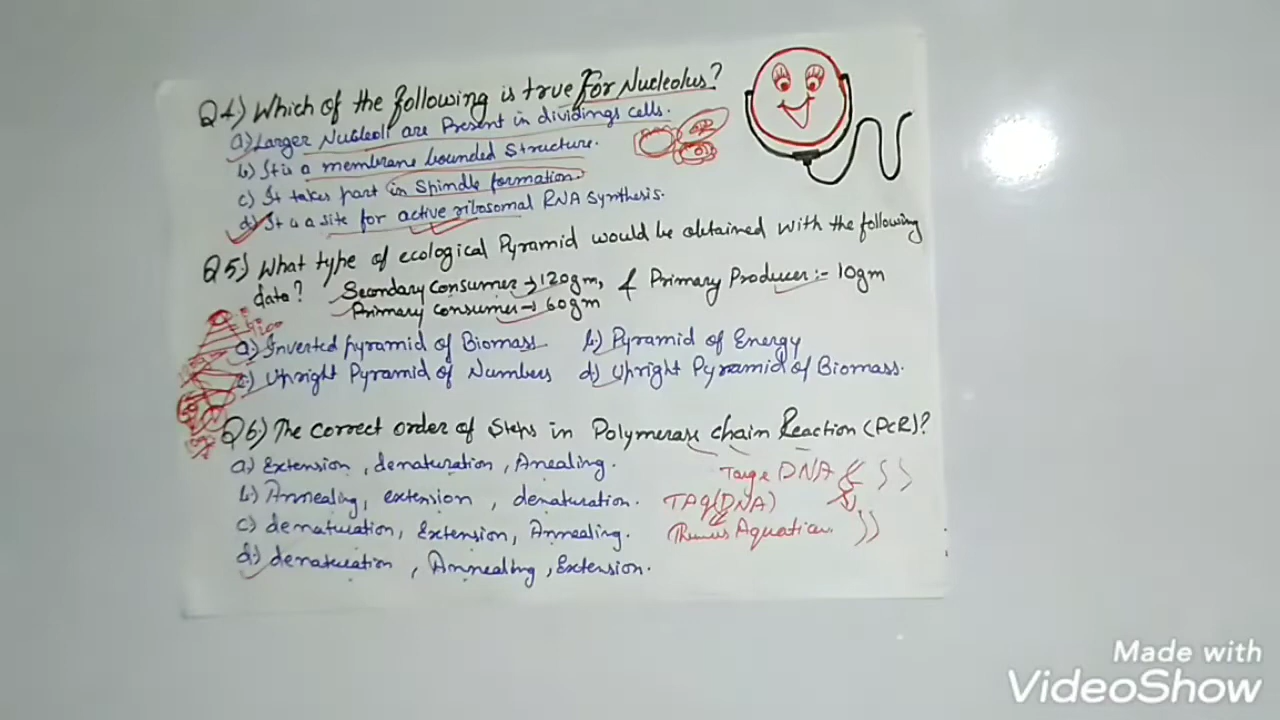 Q4) Which of the following is true for Nucleolus?
a) Larger Nucleoli are Present in dividings cells.
b) It is a membrane bounded Structure.
c) It takes part in Spindle formation.
d) It is a site for active ribosomal RNA synthesis.
Q5) What type of ecological Pyramid would be obtained with the following
data? Secondary Consumer → 120gm, & Primary Producer :- 10gm
Primary Consumer → 60gm
a) Inverted pyramid of Biomass b) Pyramid of Energy
c) Upright Pyramid of Numbers d) Upright Pyramid of Biomass.
Q6) The correct order of Steps in Polymerase chain Reaction (PCR)?
a) Extension, denaturation, Anealing. Targe DNA
b) Annealing, extension, denaturation. TAq(DNA)
c) denaturation, Extension, Annealing. Aquatian.
d) denaturation, Annealing, Extension.
Made with
VideoShow